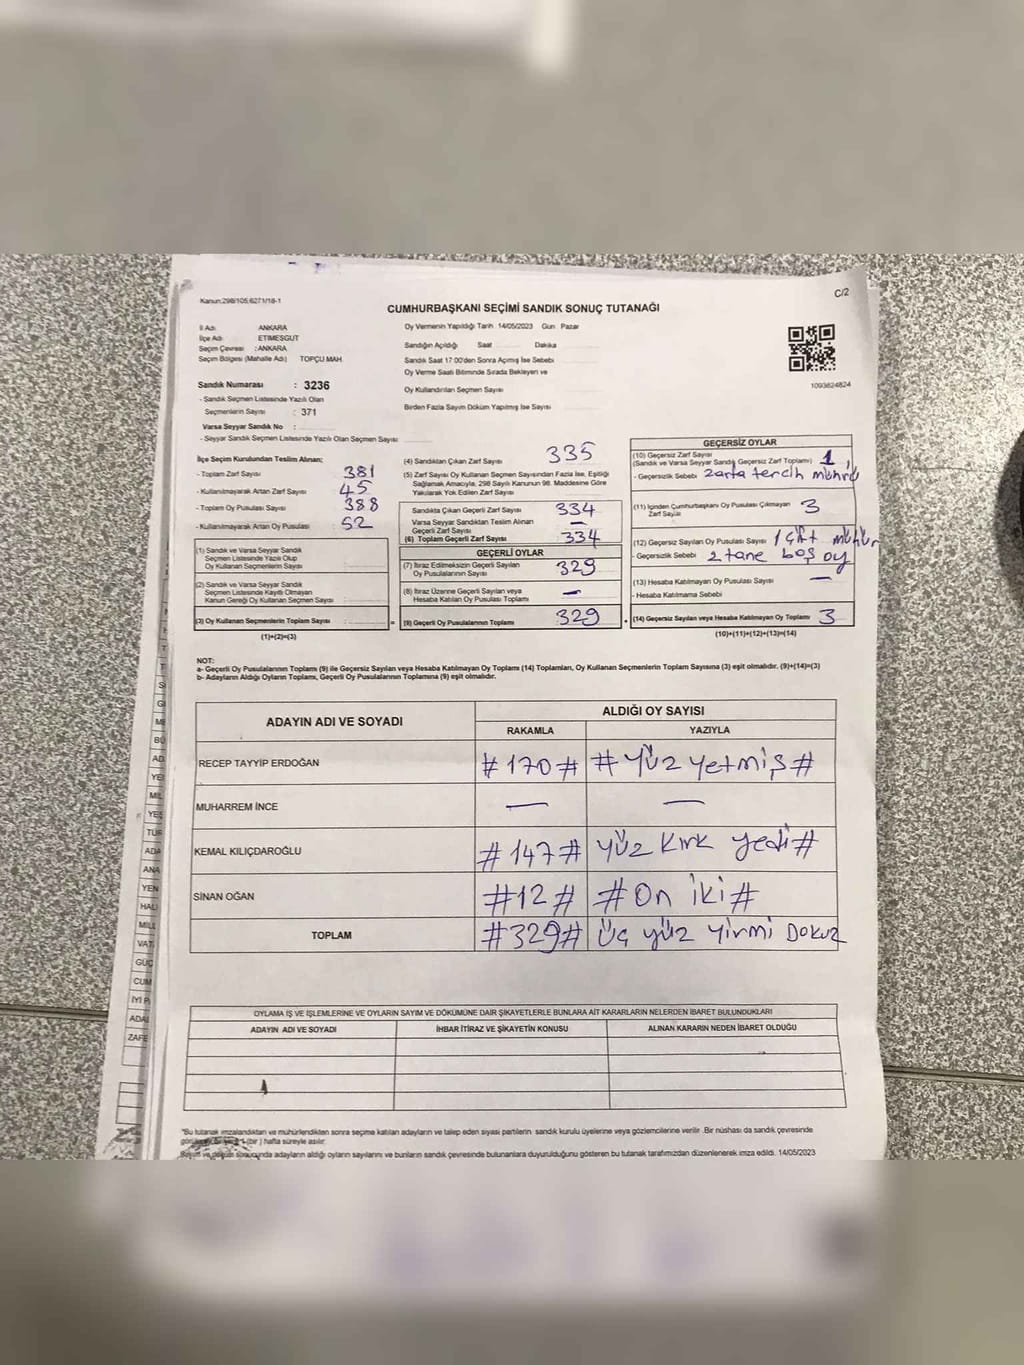 Kanun:298/105;6271/18-1
C/2
CUMHURBAŞKANI SEÇİMİ SANDIK SONUÇ TUTANAĞI
İl Adı ANKARA
İlçe Adı ETİMESGUT
Seçim Çevresi : ANKARA
Seçim Bölgesi (Mahalle Adı) TOPÇU MAH.
Sandık Numarası : 3236
- Sandık Seçmen Listesinde Yazılı Olan
Seçmenlerin Sayısı : 371
Varsa Seyyar Sandık No :
- Seyyar Sandık Seçmen Listesinde Yazılı Olan Seçmen Sayısı
Oy Vermenin Yapıldığı Tarih 14/05/2023 Gün Pazar
Sandığın Açıldığı Saat Dakika
Sandık Saat 17:00'den Sonra Açımış İse Sebebi
Oy Verme Saati Bitiminde Sırada Bekleyen ve
Oy Kullandırılan Seçmen Sayısı
Birden Fazla Sayım Döküm Yapılmış İse Sayısı
1093624824
İlçe Seçim Kurulundan Teslim Alınan;
- Toplam Zarf Sayısı 381
- Kullanılmayarak Artan Zarf Sayısı 45
- Toplam Oy Pusulası Sayısı 388
- Kullanılmayarak Artan Oy Pusulası 52
(1) Sandık ve Varsa Seyyar Sandık
Seçmen Listesinde Yazılı Olup
Oy Kullanan Seçmenlerin Sayısı
(2) Sandık ve Varsa Seyyar Sandık
Seçmen Listesinde Kayıtlı Olmayan
Kanun Gereği Oy Kullanan Seçmen Sayısı
(3) Oy Kullanan Seçmenlerin Toplam Sayısı : =
(1)+(2)=(3)
(4) Sandıktan Çıkan Zarf Sayısı 335
(5) Zarf Sayısı Oy Kullanan Seçmen Sayısından Fazla İse, Eşitliği
Sağlamak Amacıyla, 298 Sayılı Kanunun 98. Maddesine Göre
Yakılarak Yok Edilen Zarf Sayısı
Sandıkta Çıkan Geçerli Zarf Sayısı 334
Varsa Seyyar Sandıktan Teslim Alınan
Geçerli Zarf Sayısı —
(6) Toplam Geçerli Zarf Sayısı 334
GEÇERLİ OYLAR
(7) İtiraz Edilmeksizin Geçerli Sayılan
Oy Pusulalarının Sayısı 329
(8) İtiraz Üzerine Geçerli Sayılan veya
Hesaba Katılan Oy Pusulası Toplamı —
(9) Geçerli Oy Pusulalarının Toplamı :329 +
GEÇERSİZ OYLAR
(10) Geçersiz Zarf Sayısı
(Sandık ve Varsa Seyyar Sandık Geçersiz Zarf Toplamı) 1
- Geçersizlik Sebebi zarfa tercih mührü
(11) İçinden Cumhurbaşkanı Oy Pusulası Çıkmayan
Zarf Sayısı 3
(12) Geçersiz Sayılan Oy Pusulası Sayısı 1 çift mühür
- Geçersizlik Sebebi 2 tane boş oy
(13) Hesaba Katılmayan Oy Pusulası Sayısı —
- Hesaba Katılmama Sebebi
(14) Geçersiz Sayılan veya Hesaba Katılmayan Oy Toplamı 3
(10)+(11)+(12)+(13)=(14)
NOT:
a- Geçerli Oy Pusulalarının Toplamı (9) ile Geçersiz Sayılan veya Hesaba Katılmayan Oy Toplamı (14) Toplamları, Oy Kullanan Seçmenlerin Toplam Sayısına (3) eşit olmalıdır. (9)+(14)=(3)
b- Adayların Aldığı Oyların Toplamı, Geçerli Oy Pusulalarının Toplamına (9) eşit olmalıdır.
ADAYIN ADI VE SOYADI ALDIĞI OY SAYISI
RAKAMLA YAZIYLA
RECEP TAYYİP ERDOĞAN #170# #Yüz yetmiş#
MUHARREM İNCE — —
KEMAL KILIÇDAROĞLU #147# yüz kırk yedi#
SİNAN OĞAN #12# #On iki#
TOPLAM #329# üç yüz yirmi Dokuz
OYLAMA İŞ VE İŞLEMLERİNE VE OYLARIN SAYIM VE DÖKÜMÜNE DAİR ŞİKAYETLERLE BUNLARA AİT KARARLARIN NELERDEN İBARET BULUNDUKLARI
ADAYIN ADI VE SOYADI İHBAR İTİRAZ VE ŞİKAYETİN KONUSU ALINAN KARARIN NEDEN İBARET OLDUĞU
*Bu tutanak imzalandıktan ve mühürlendikten sonra seçime katılan adayların ve talep eden siyasi partilerin sandık kurulu üyelerine veya gözlemcilerine verilir. Bir nüshası da sandık çevresinde
1 (bir) hafta süreyle asılır.
adayların aldığı oyların sayılarını ve bunların sandık çevresinde bulunanlara duyurulduğunu gösteren bu tutanak tarafımızdan düzenlenerek imza edildi. 14/05/2023